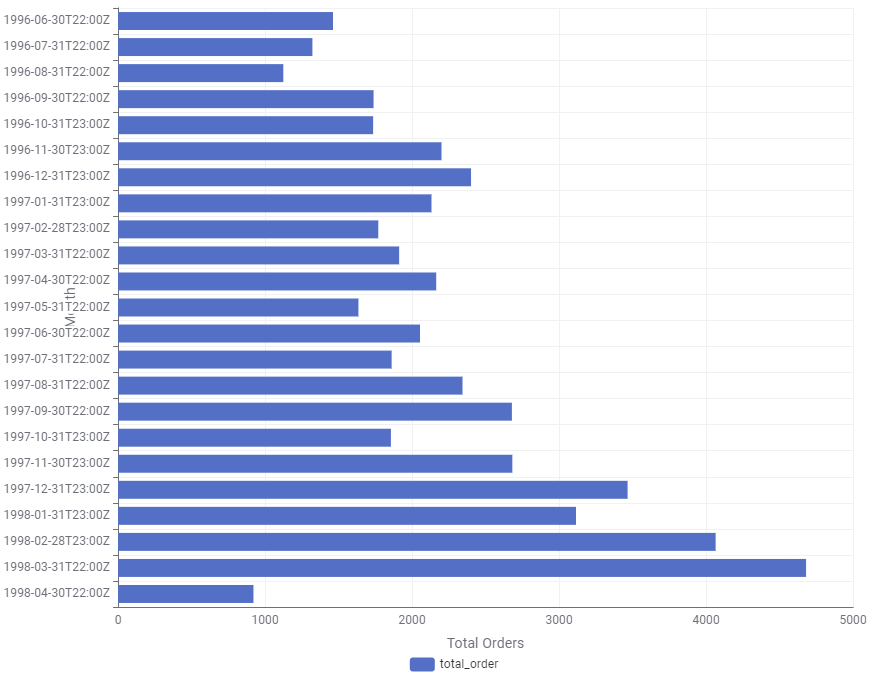 1996-06-30T22:00Z
1996-07-31T22:00Z
1996-08-31T22:00Z
1996-09-30T22:00Z
1996-10-31T23:00Z
1996-11-30T23:00Z
1996-12-31T23:00Z
1997-01-31T23:00Z
1997-02-28T23:00Z
1997-03-31T22:00Z
1997-04-30T22:00Z
1997-05-31T22:00Z
1997-06-30T22:00Z
1997-07-31T22:00Z
1997-08-31T22:00Z
1997-09-30T22:00Z
1997-10-31T23:00Z
1997-11-30T23:00Z
1997-12-31T23:00Z
1998-01-31T23:00Z
1998-02-28T23:00Z
1998-03-31T22:00Z
1998-04-30T22:00Z
Month
0 1000 2000 3000 4000 5000
Total Orders
total_order